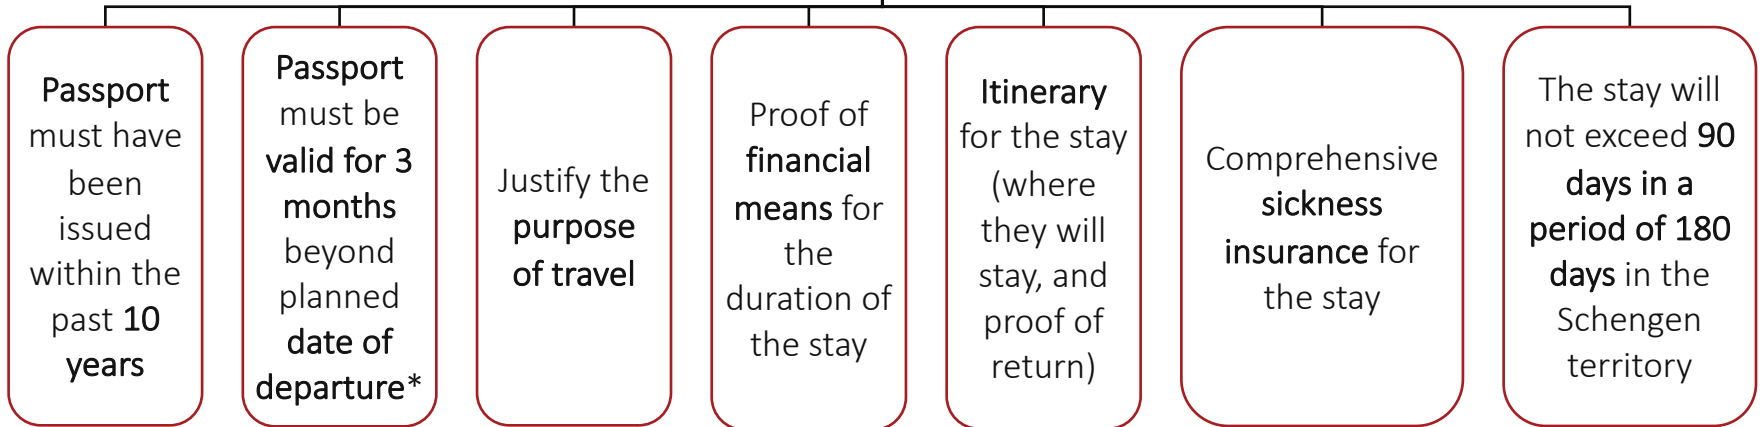 Passport
must have
been
issued
within the
past 10
years
Passport
must be
valid for 3
months
beyond
planned
date of
departure*
Justify the
purpose
of travel
Proof of
financial
means for
the
duration of
the stay
Itinerary
for the stay
(where
they will
stay, and
proof of
return)
Comprehensive
sickness
insurance for
the stay
The stay will
not exceed 90
days in a
period of 180
days in the
Schengen
territory